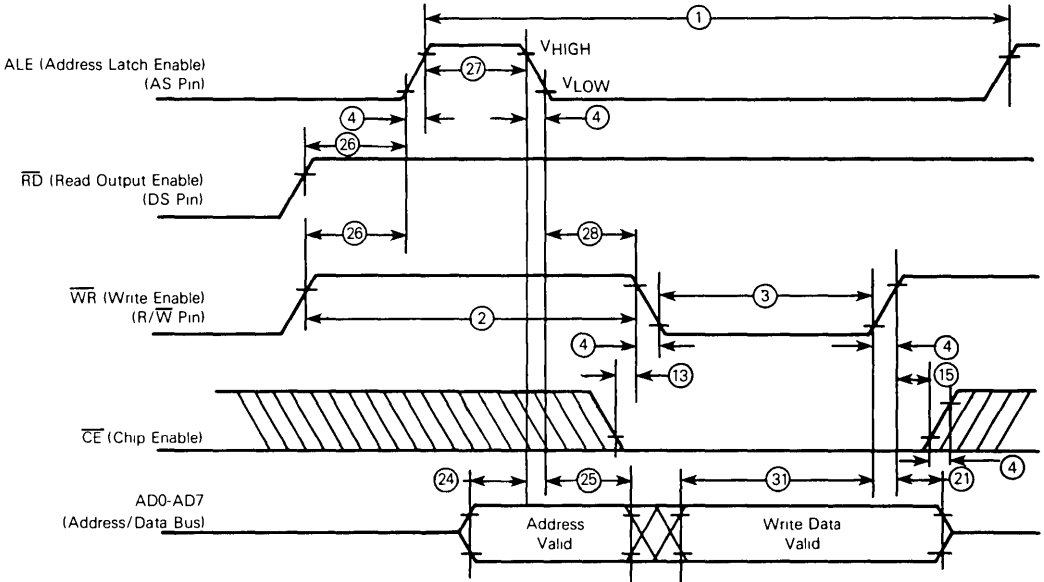 1
ALE (Address Latch Enable)
(AS Pin)
VHIGH
27
VLOW
4
4
26
RD (Read Output Enable)
(DS Pin)
26
28
WR (Write Enable)
(R/W Pin)
3
2
4
4
13
15
CE (Chip Enable)
4
24
25
31
21
AD0-AD7
(Address/Data Bus)
Address
Valid
Write Data
Valid